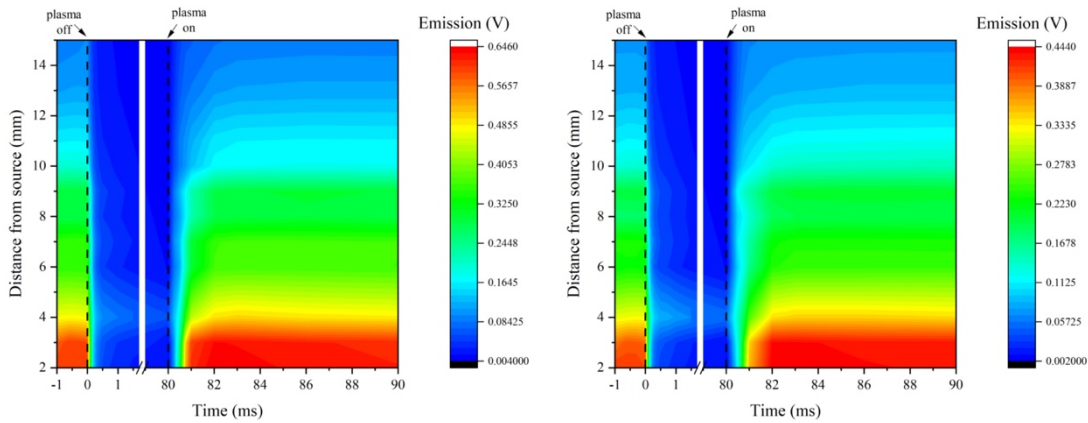 plasma
off
plasma
on
Emission (V)
Distance from source (mm)
14
12
10
8
6
4
2
-1 0 1 80 82 84 86 88 90
Time (ms)
0.6460
0.5657
0.4855
0.4053
0.3250
0.2448
0.1645
0.08425
0.004000
plasma
off
plasma
on
Emission (V)
Distance from source (mm)
14
12
10
8
6
4
2
-1 0 1 80 82 84 86 88 90
Time (ms)
0.4440
0.3888
0.3335
0.2783
0.2230
0.1678
0.1125
0.05725
0.002000